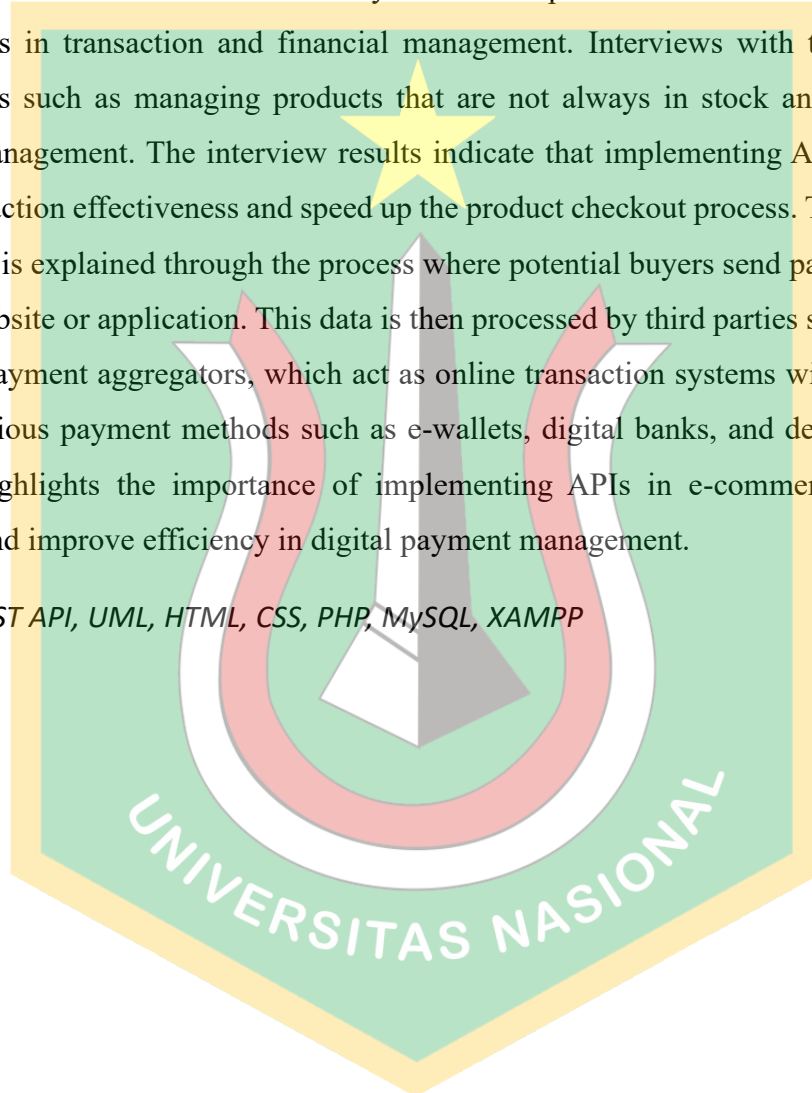 s in transaction and financial management. Interviews with t
s such as managing products that are not always in stock an
anagement. The interview results indicate that implementing A
ction effectiveness and speed up the product checkout process. T
is explained through the process where potential buyers send pa
bsite or application. This data is then processed by third parties s
ayment aggregators, which act as online transaction systems wi
ious payment methods such as e-wallets, digital banks, and de
ghlights the importance of implementing APIs in e-commer
nd improve efficiency in digital payment management.
ST API, UML, HTML, CSS, PHP, MySQL, XAMPP
UNIVERSITAS NASIONAL